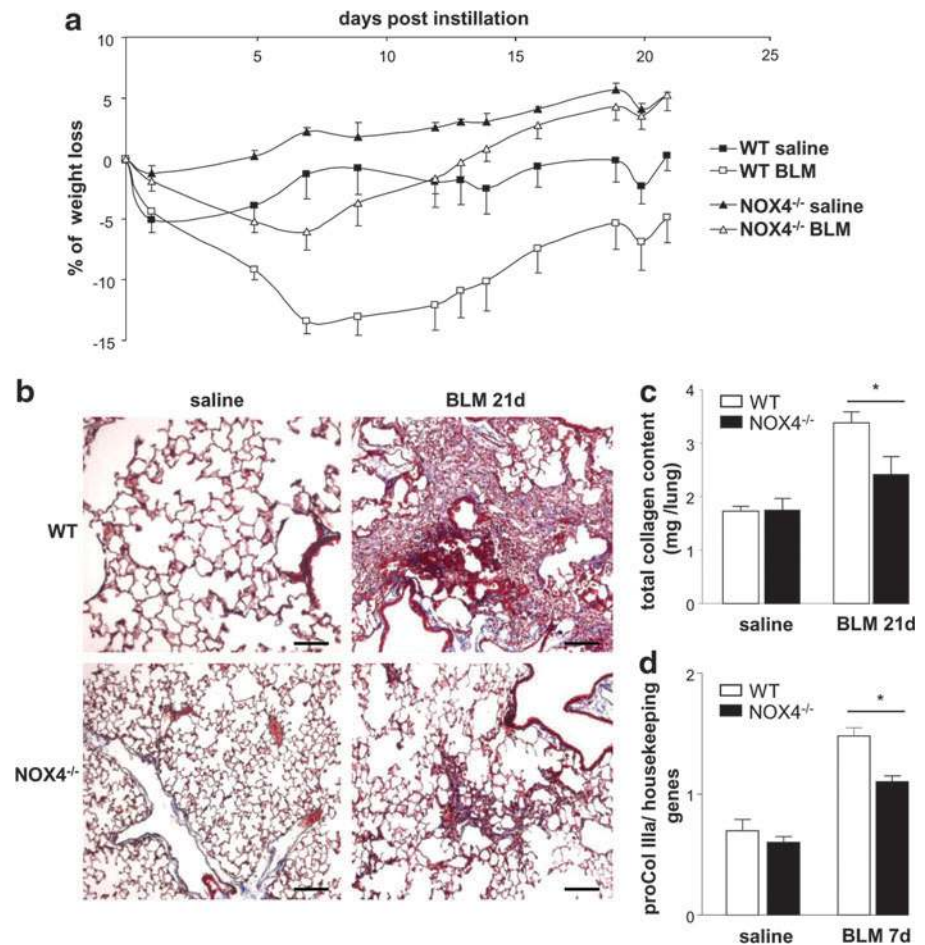 a
days post instillation
10
5
0
-5
-10
-15
5
10
15
20
25
% of weight loss
WT saline
WT BLM
NOX4-/- saline
NOX4-/- BLM
b
saline
BLM 21d
WT
NOX4-/-
c
WT
NOX4-/-
*
total collagen content
(mg /lung)
4
3
2
1
0
saline
BLM 21d
d
WT
NOX4-/-
*
proCol IIIa/ housekeeping
genes
2
1
0
saline
BLM 7d